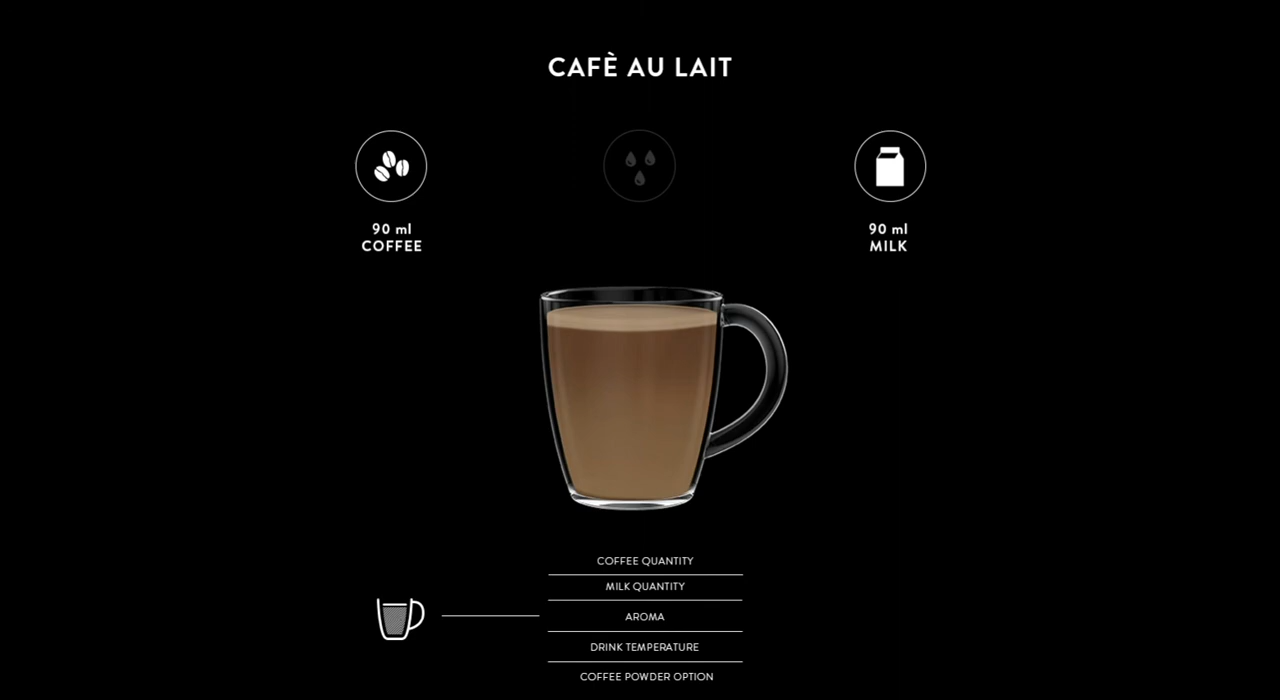 CAFÈ AU LAIT
90 ml
COFFEE
90 ml
MILK
COFFEE QUANTITY
MILK QUANTITY
AROMA
DRINK TEMPERATURE
COFFEE POWDER OPTION